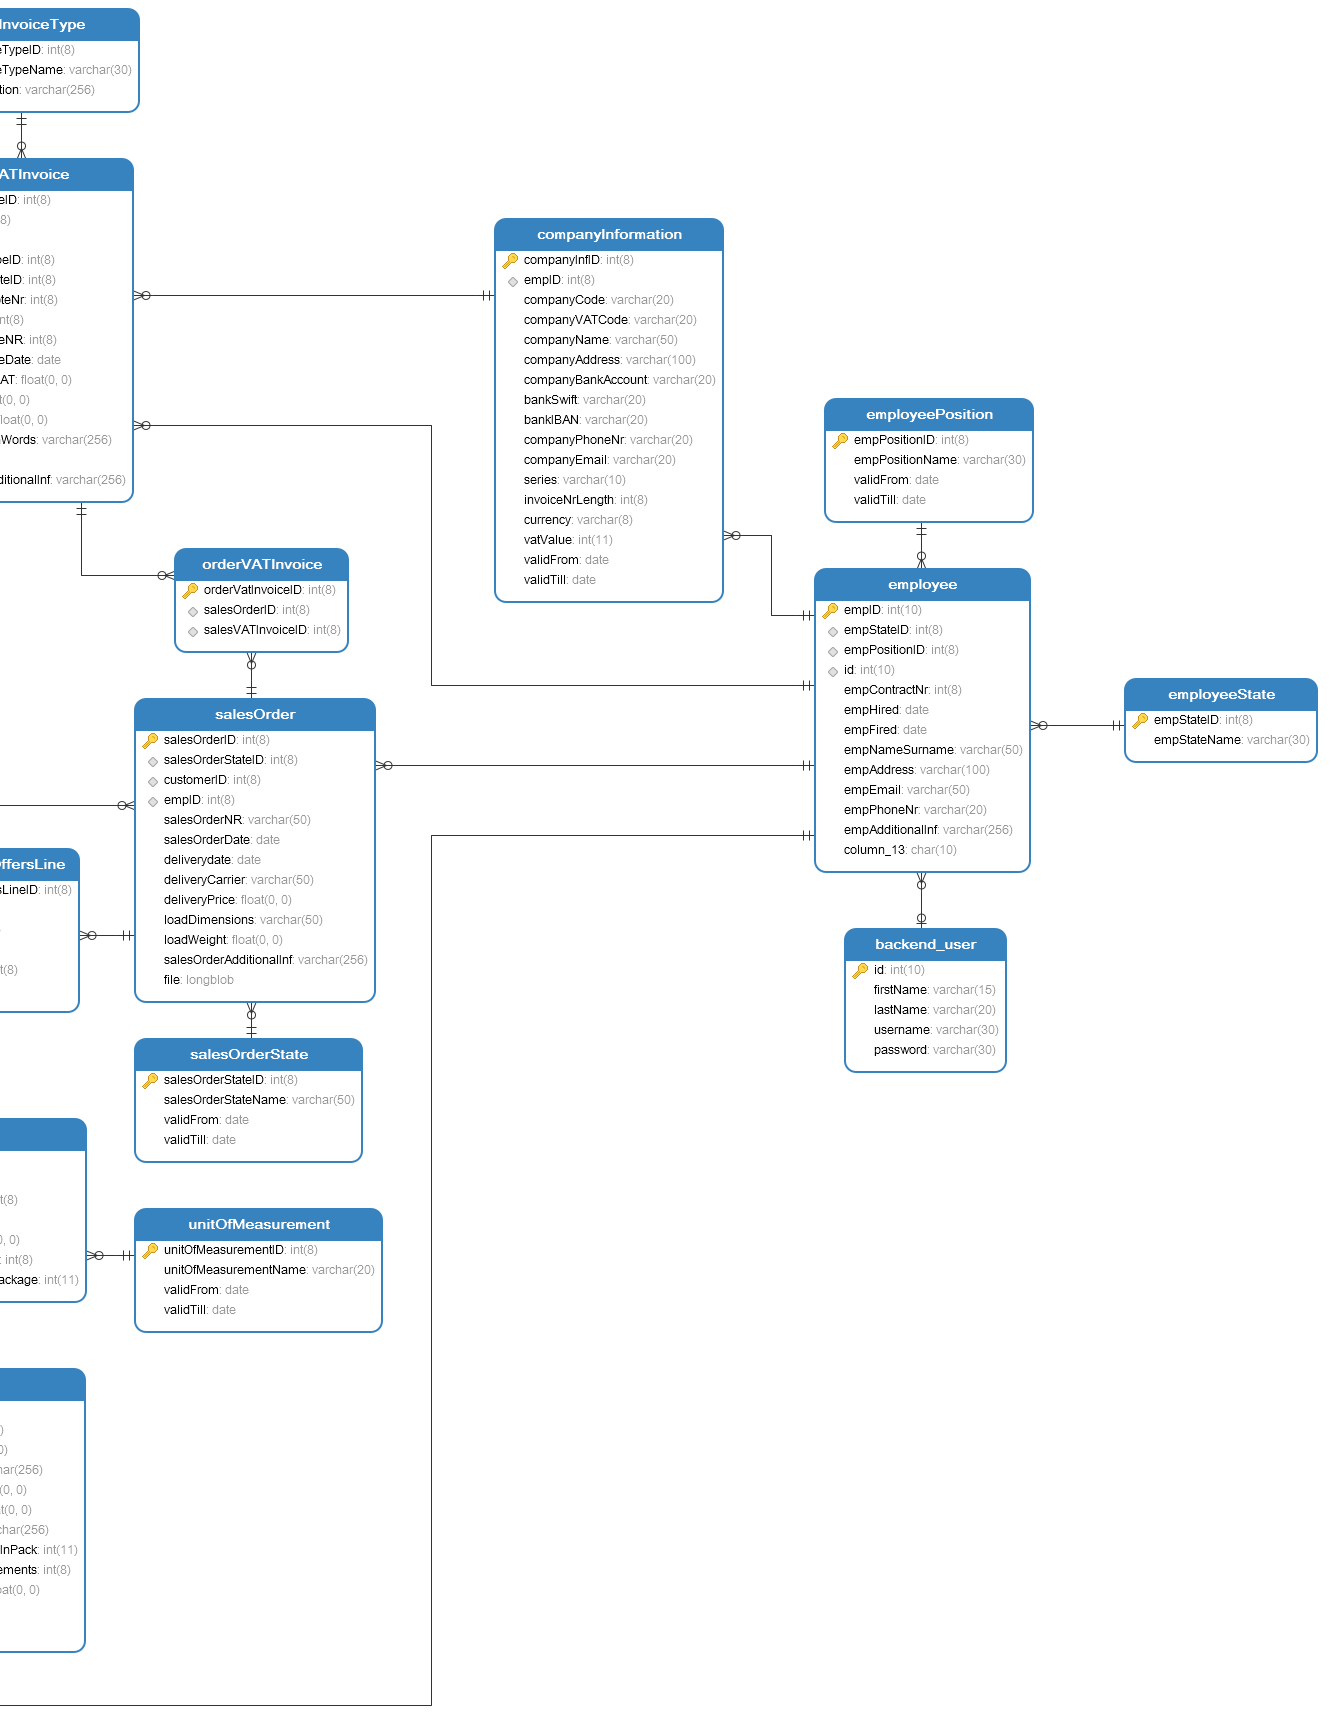 InvoiceType
eTypeID: int(8)
eTypeName: varchar(30)
tion: varchar(256)
ATInvoice
eID: int(8)
8)
peID: int(8)
teID: int(8)
oteNr: int(8)
nt(8)
eNR: int(8)
eDate: date
AT: float(0, 0)
t(0, 0)
loat(0, 0)
Words: varchar(256)
ditionalInf: varchar(256)
companyInformation
companyInfID: int(8)
empID: int(8)
companyCode: varchar(20)
companyVATCode: varchar(20)
companyName: varchar(50)
companyAddress: varchar(100)
companyBankAccount: varchar(20)
bankSwift: varchar(20)
bankIBAN: varchar(20)
companyPhoneNr: varchar(20)
companyEmail: varchar(20)
series: varchar(10)
invoiceNrLength: int(8)
currency: varchar(8)
vatValue: int(11)
validFrom: date
validTill: date
employeePosition
empPositionID: int(8)
empPositionName: varchar(30)
validFrom: date
validTill: date
orderVATInvoice
orderVatInvoiceID: int(8)
salesOrderID: int(8)
salesVATInvoiceID: int(8)
employee
empID: int(10)
empStateID: int(8)
empPositionID: int(8)
id: int(10)
empContractNr: int(8)
empHired: date
empFired: date
empNameSurname: varchar(50)
empAddress: varchar(100)
empEmail: varchar(50)
empPhoneNr: varchar(20)
empAdditionalInf: varchar(256)
column_13: char(10)
employeeState
empStateID: int(8)
empStateName: varchar(30)
salesOrder
salesOrderID: int(8)
salesOrderStateID: int(8)
customerID: int(8)
empID: int(8)
salesOrderNR: varchar(50)
salesOrderDate: date
deliverydate: date
deliveryCarrier: varchar(50)
deliveryPrice: float(0, 0)
loadDimensions: varchar(50)
loadWeight: float(0, 0)
salesOrderAdditionalInf: varchar(256)
file: longblob
OffersLine
sLineID: int(8)
t(8)
backend_user
id: int(10)
firstName: varchar(15)
lastName: varchar(20)
username: varchar(30)
password: varchar(30)
salesOrderState
salesOrderStateID: int(8)
salesOrderStateName: varchar(50)
validFrom: date
validTill: date
t(8)
0, 0)
: int(8)
ackage: int(11)
unitOfMeasurement
unitOfMeasurementID: int(8)
unitOfMeasurementName: varchar(20)
validFrom: date
validTill: date
)
0)
har(256)
(0, 0)
t(0, 0)
char(256)
InPack: int(11)
ements: int(8)
oat(0, 0)